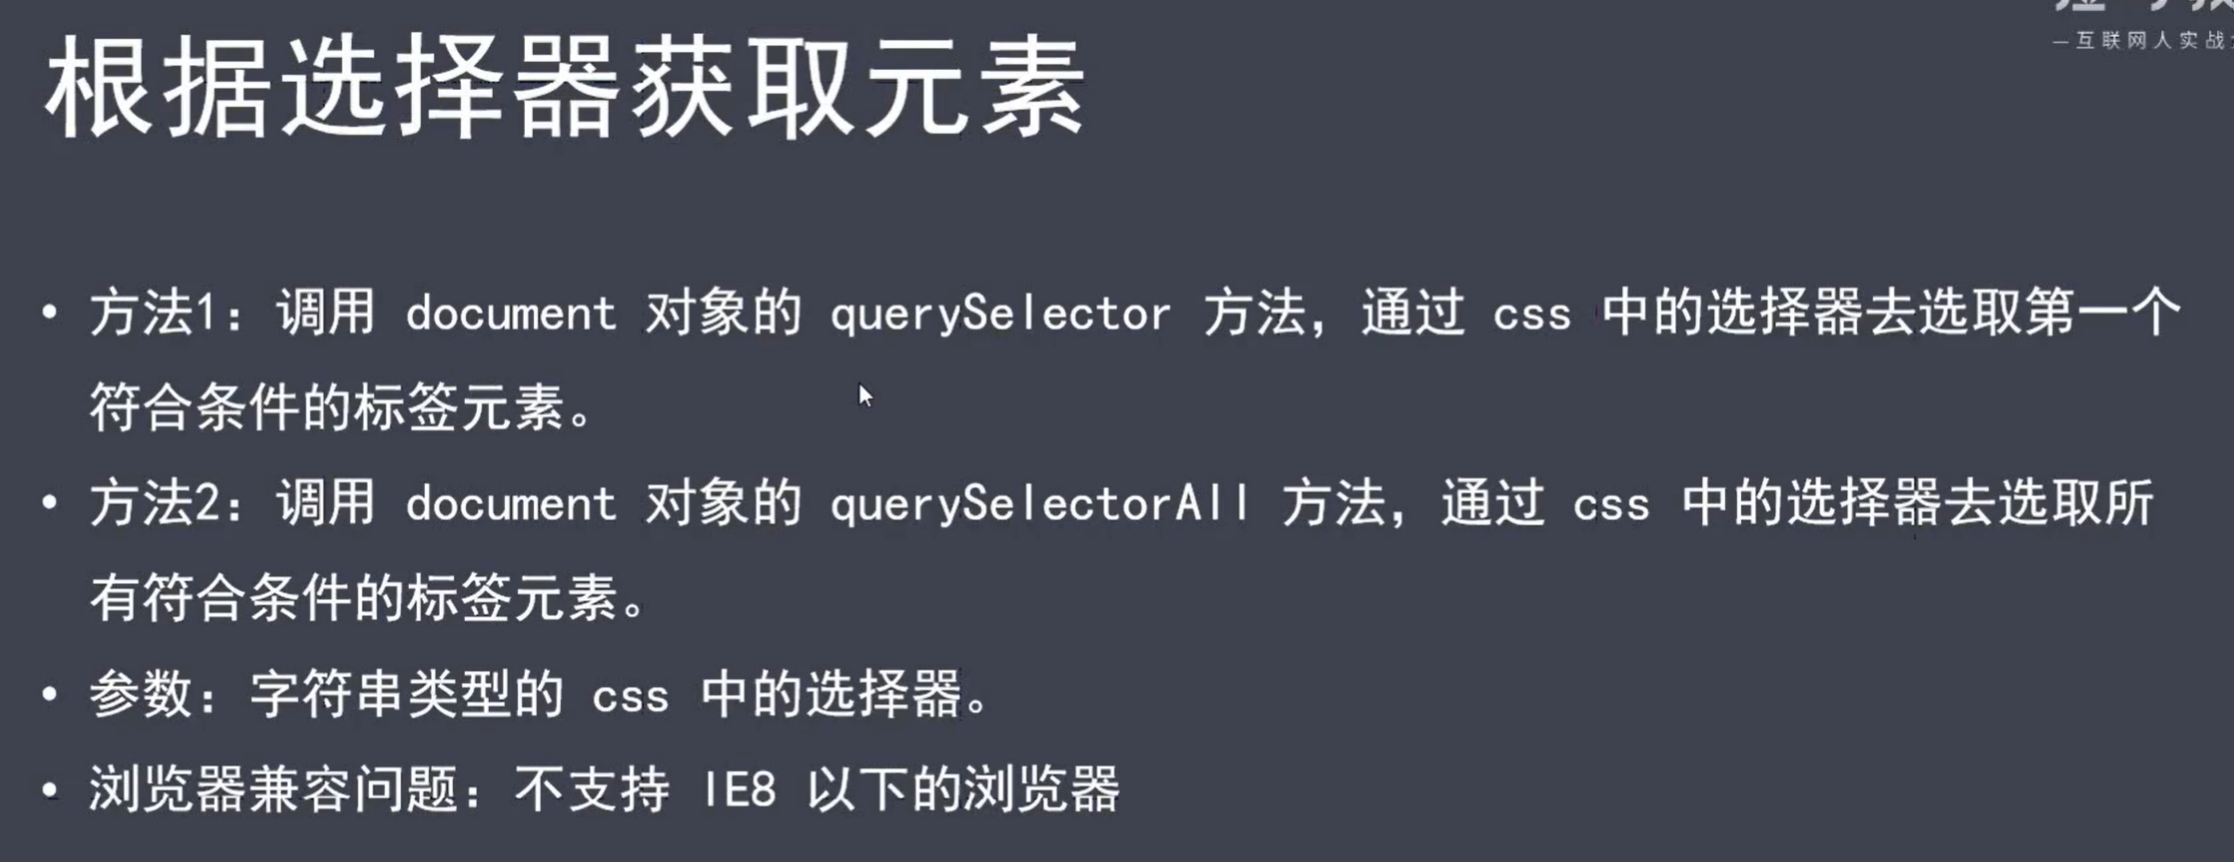 —互联网人实战
根据选择器获取元素
• 方法1：调用 document 对象的 querySelector 方法，通过 css 中的选择器去选取第一个
符合条件的标签元素。
• 方法2：调用 document 对象的 querySelectorAll 方法，通过 css 中的选择器去选取所
有符合条件的标签元素。
• 参数：字符串类型的 css 中的选择器。
• 浏览器兼容问题：不支持 IE8 以下的浏览器